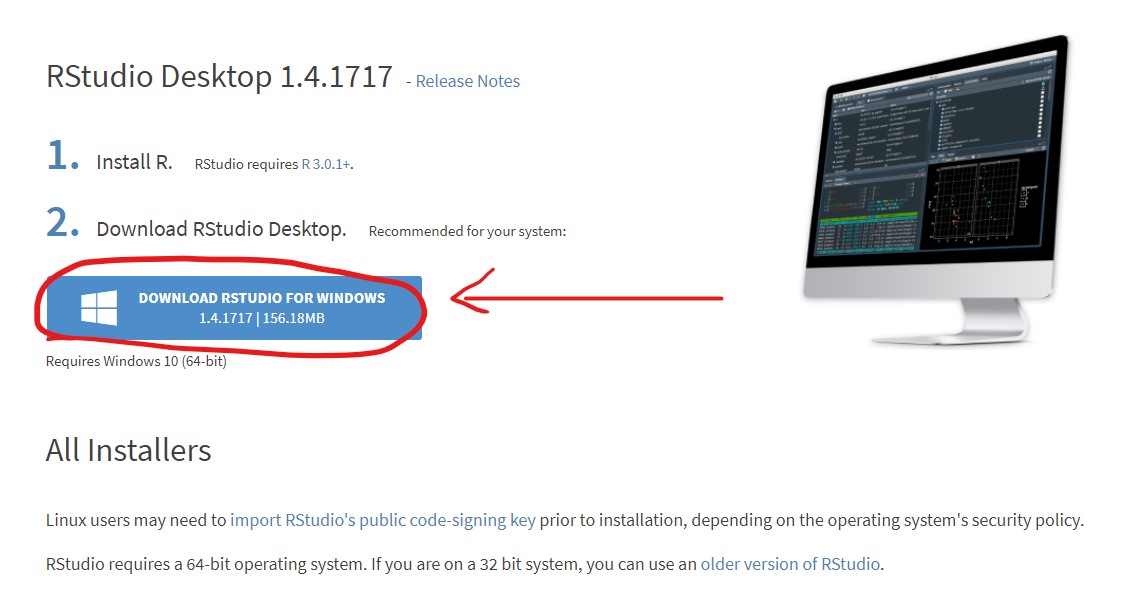 RStudio Desktop 1.4.1717 - Release Notes
1. Install R. RStudio requires R 3.0.1+.
2. Download RStudio Desktop. Recommended for your system:
DOWNLOAD RSTUDIO FOR WINDOWS
1.4.1717 | 156.18MB
Requires Windows 10 (64-bit)
All Installers
Linux users may need to import RStudio's public code-signing key prior to installation, depending on the operating system's security policy.
RStudio requires a 64-bit operating system. If you are on a 32 bit system, you can use an older version of RStudio.